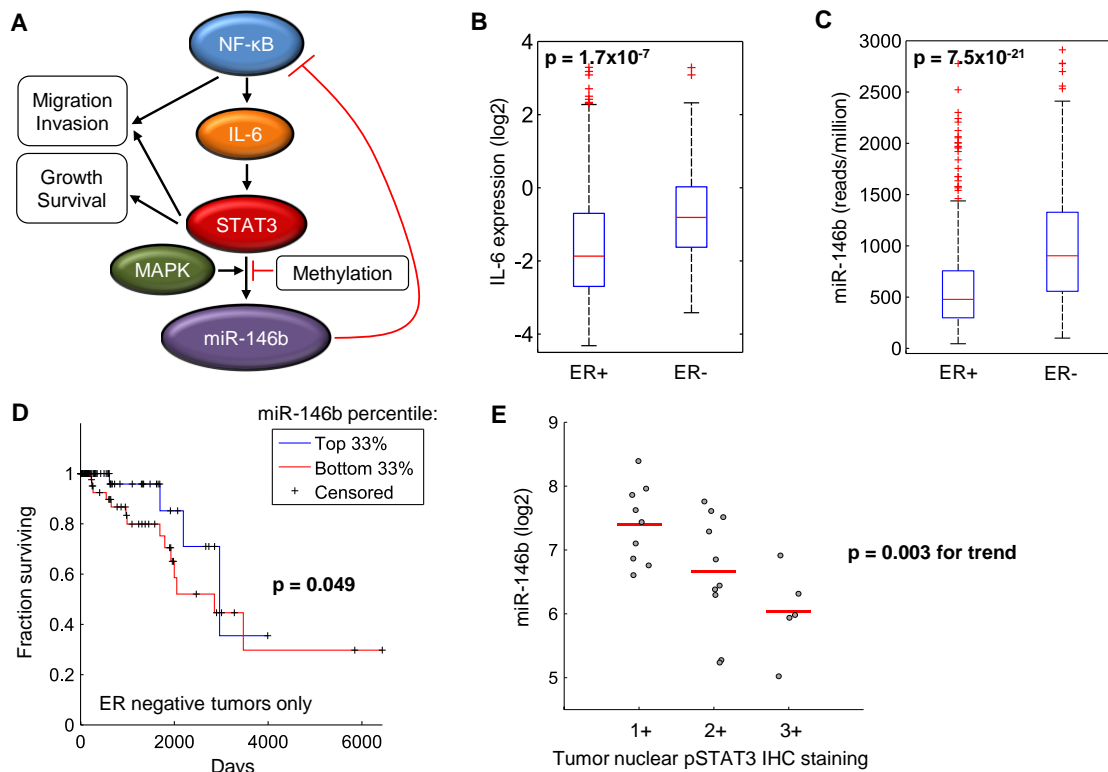 A
NF-κB
Migration
Invasion
IL-6
Growth
Survival
STAT3
MAPK
Methylation
miR-146b
B
p = 1.7x10-7
4
2
0
-2
-4
IL-6 expression (log2)
ER+
ER-
C
p = 7.5x10-21
3000
2500
2000
1500
1000
500
0
miR-146b (reads/million)
ER+
ER-
D
miR-146b percentile:
Top 33%
Bottom 33%
Censored
1
0.8
0.6
0.4
0.2
0
Fraction surviving
p = 0.049
ER negative tumors only
0
2000
4000
6000
Days
E
9
8
7
6
5
miR-146b (log2)
p = 0.003 for trend
1+
2+
3+
Tumor nuclear pSTAT3 IHC staining